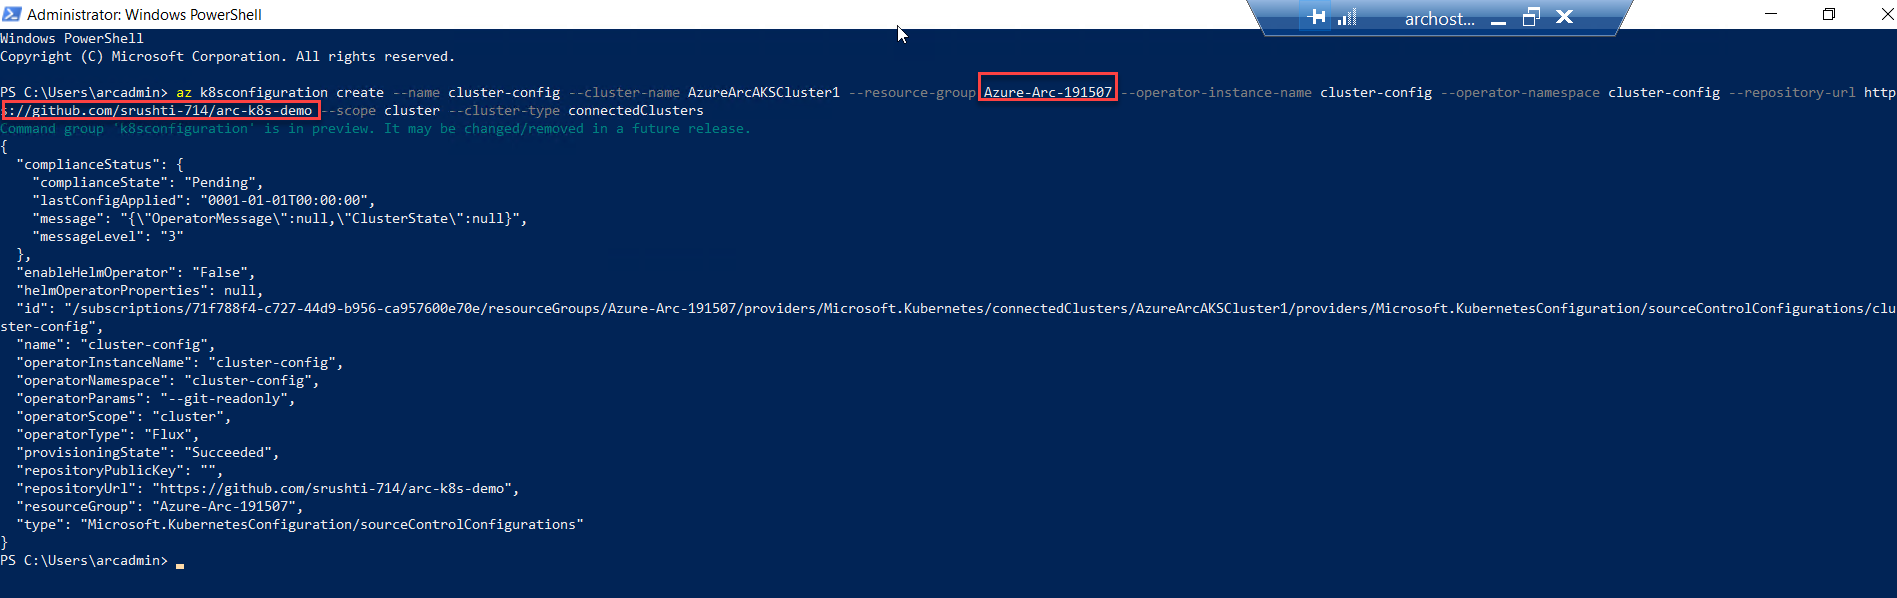 Administrator: Windows PowerShell
archost...
Windows PowerShell
Copyright (C) Microsoft Corporation. All rights reserved.
PS C:\Users\arcadmin> az k8sconfiguration create --name cluster-config --cluster-name AzureArcAKSCluster1 --resource-group Azure-Arc-191507 --operator-instance-name cluster-config --operator-namespace cluster-config --repository-url http
s://github.com/srushti-714/arc-k8s-demo --scope cluster --cluster-type connectedClusters
Command group 'k8sconfiguration' is in preview. It may be changed/removed in a future release.
{
  "complianceStatus": {
    "complianceState": "Pending",
    "lastConfigApplied": "0001-01-01T00:00:00",
    "message": "{\"OperatorMessage\":null,\"ClusterState\":null}",
    "messageLevel": "3"
  },
  "enableHelmOperator": "False",
  "helmOperatorProperties": null,
  "id": "/subscriptions/71f788f4-c727-44d9-b956-ca957600e70e/resourceGroups/Azure-Arc-191507/providers/Microsoft.Kubernetes/connectedClusters/AzureArcAKSCluster1/providers/Microsoft.KubernetesConfiguration/sourceControlConfigurations/clu
ster-config",
  "name": "cluster-config",
  "operatorInstanceName": "cluster-config",
  "operatorNamespace": "cluster-config",
  "operatorParams": "--git-readonly",
  "operatorScope": "cluster",
  "operatorType": "Flux",
  "provisioningState": "Succeeded",
  "repositoryPublicKey": "",
  "repositoryUrl": "https://github.com/srushti-714/arc-k8s-demo",
  "resourceGroup": "Azure-Arc-191507",
  "type": "Microsoft.KubernetesConfiguration/sourceControlConfigurations"
}
PS C:\Users\arcadmin>